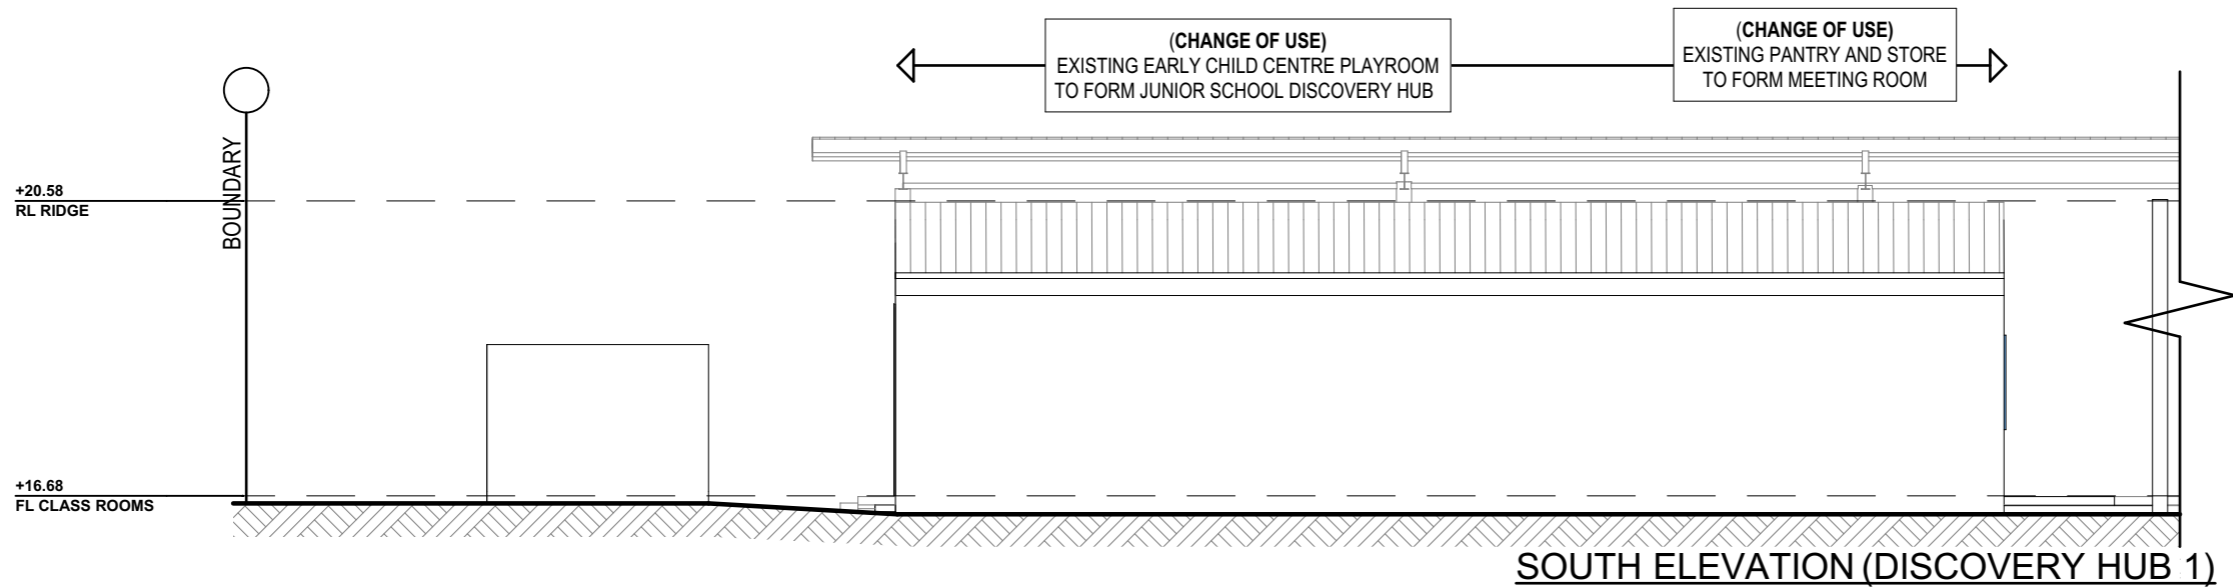 (CHANGE OF USE)
EXISTING EARLY CHILD CENTRE PLAYROOM
TO FORM JUNIOR SCHOOL DISCOVERY HUB
(CHANGE OF USE)
EXISTING PANTRY AND STORE
TO FORM MEETING ROOM
BOUNDARY
+20.58
RL RIDGE
+16.68
FL CLASS ROOMS
SOUTH ELEVATION (DISCOVERY HUB 1)